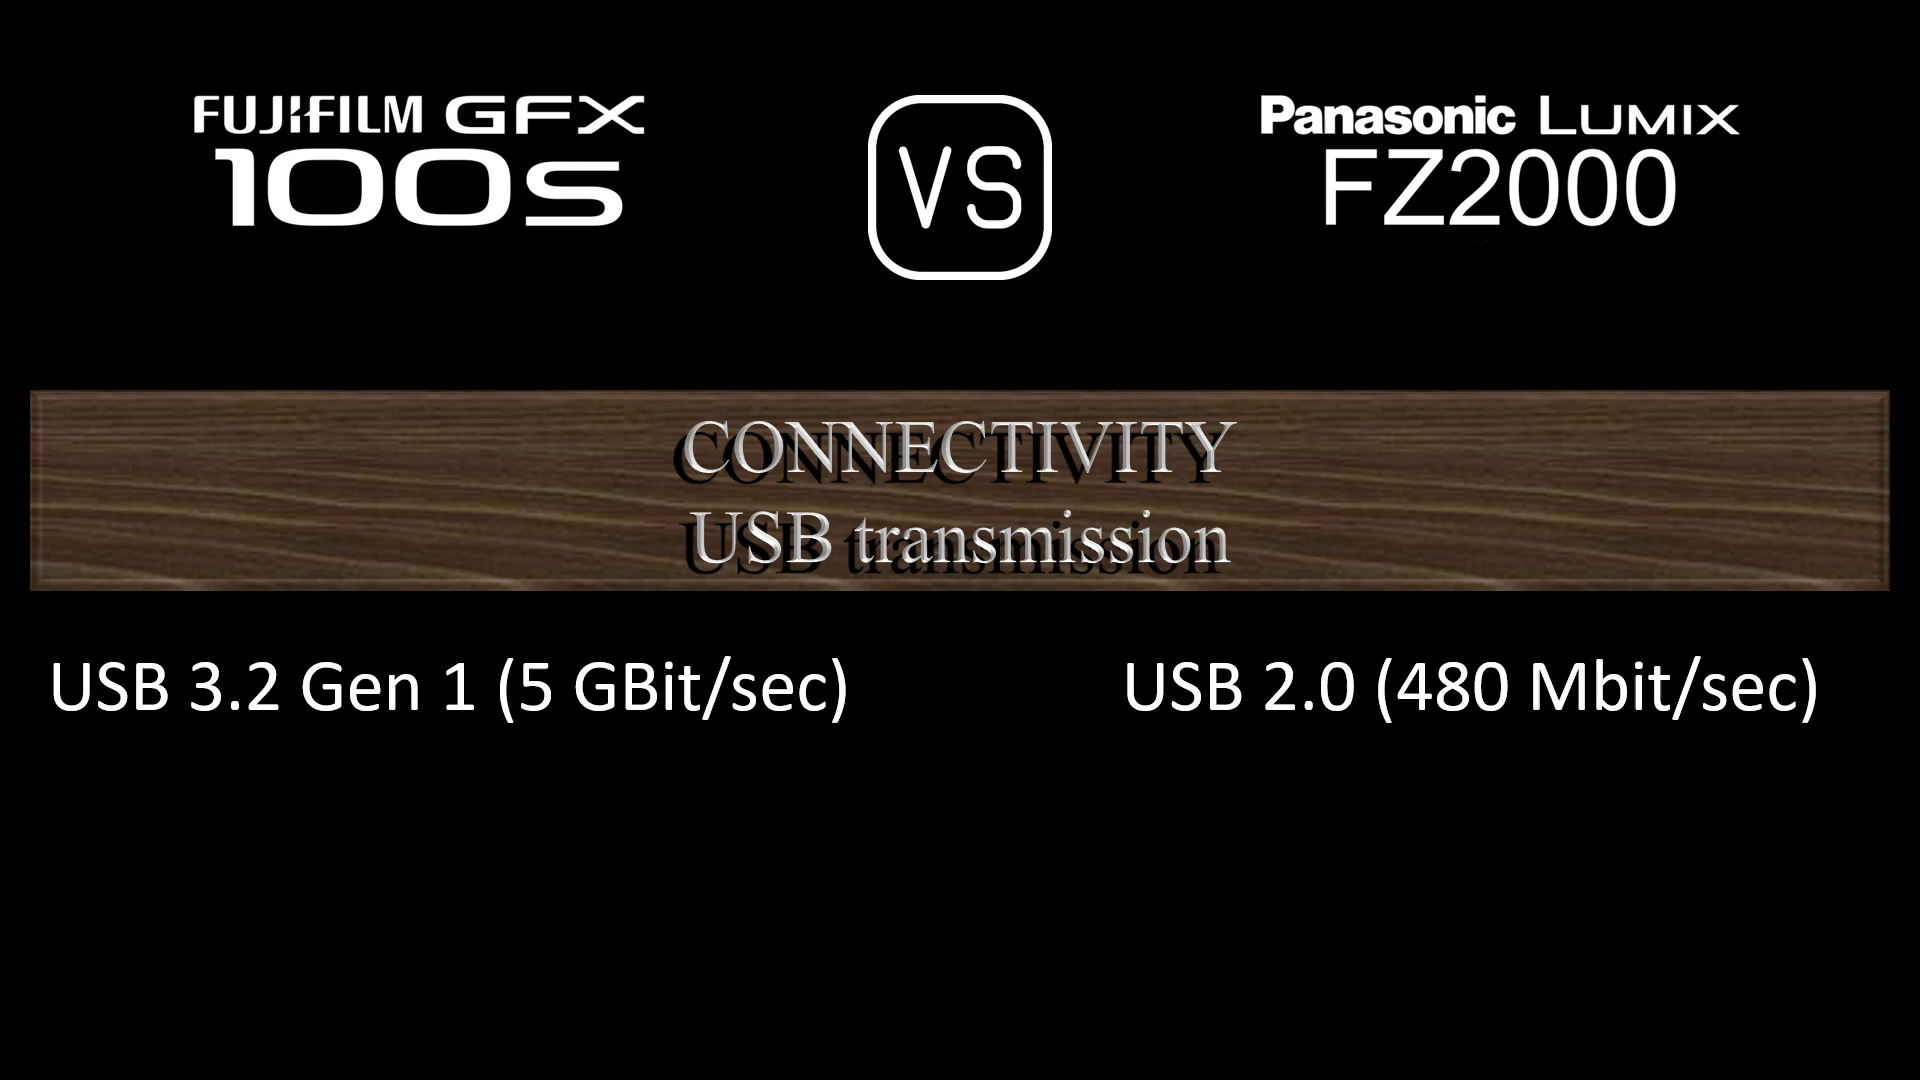 FUJIFILM GFX
100S
VS
Panasonic LUMIX
FZ2000
CONNECTIVITY
USB transmission
USB 3.2 Gen 1 (5 GBit/sec)
USB 2.0 (480 Mbit/sec)